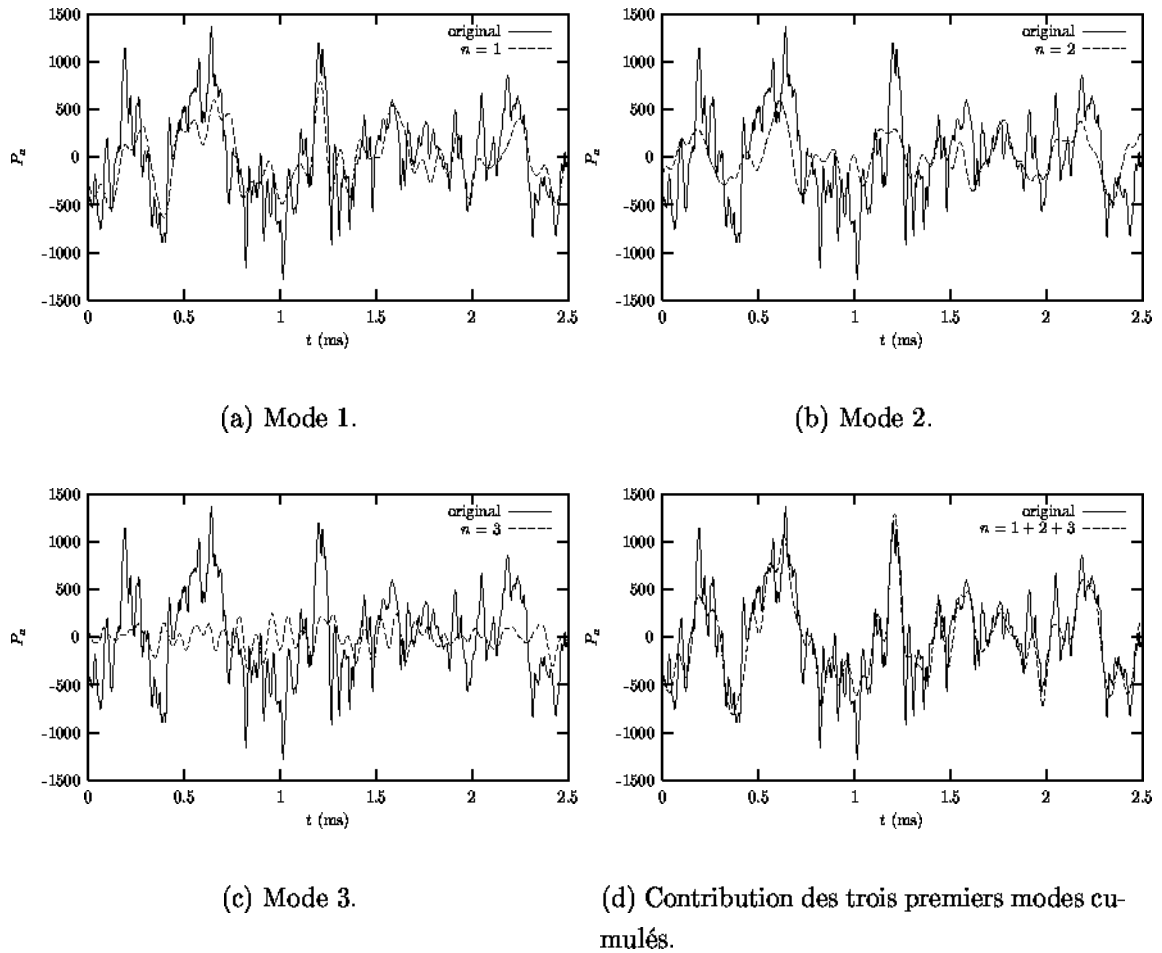 1500
1000
500
0
-500
-1000
-1500
P_a
original
n = 1
0
0.5
1
1.5
2
2.5
t (ms)
(a) Mode 1.
1500
1000
500
0
-500
-1000
-1500
P_a
original
n = 2
0
0.5
1
1.5
2
2.5
t (ms)
(b) Mode 2.
1500
1000
500
0
-500
-1000
-1500
P_a
original
n = 3
0
0.5
1
1.5
2
2.5
t (ms)
(c) Mode 3.
1500
1000
500
0
-500
-1000
-1500
P_a
original
n = 1 + 2 + 3
0
0.5
1
1.5
2
2.5
t (ms)
(d) Contribution des trois premiers modes cu-
mulés.